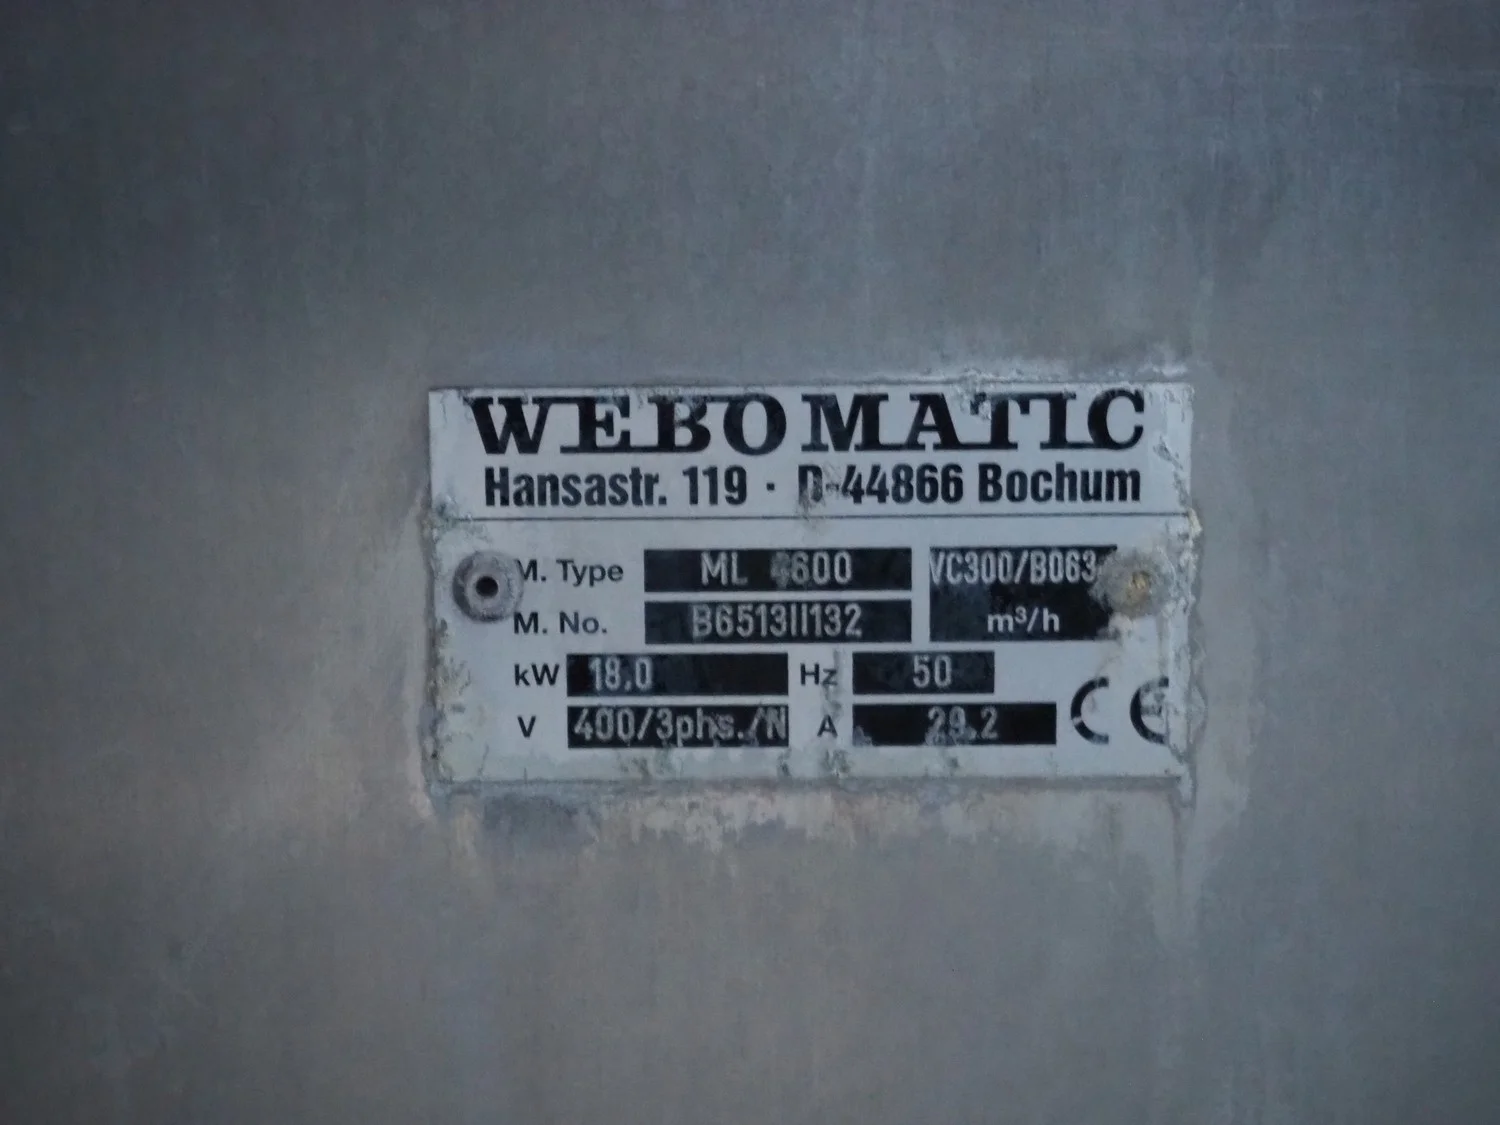 WEBOMATIC
Hansastr. 119 · D-44866 Bochum
M. Type ML 4600 VC300/B063
M. No. B6513II132 m³/h
kW 18,0 Hz 50
V 400/3phs./N A 29.2 CE